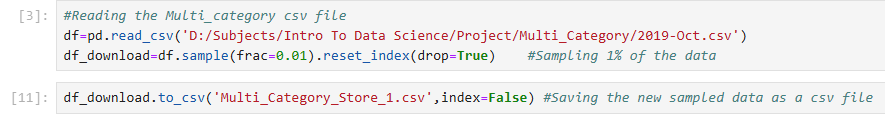 [3]: #Reading the Multi_category csv file
df=pd.read_csv('D:/Subjects/Intro To Data Science/Project/Multi_Category/2019-Oct.csv')
df_download=df.sample(frac=0.01).reset_index(drop=True) #Sampling 1% of the data
[11]: df_download.to_csv('Multi_Category_Store_1.csv',index=False) #Saving the new sampled data as a csv file